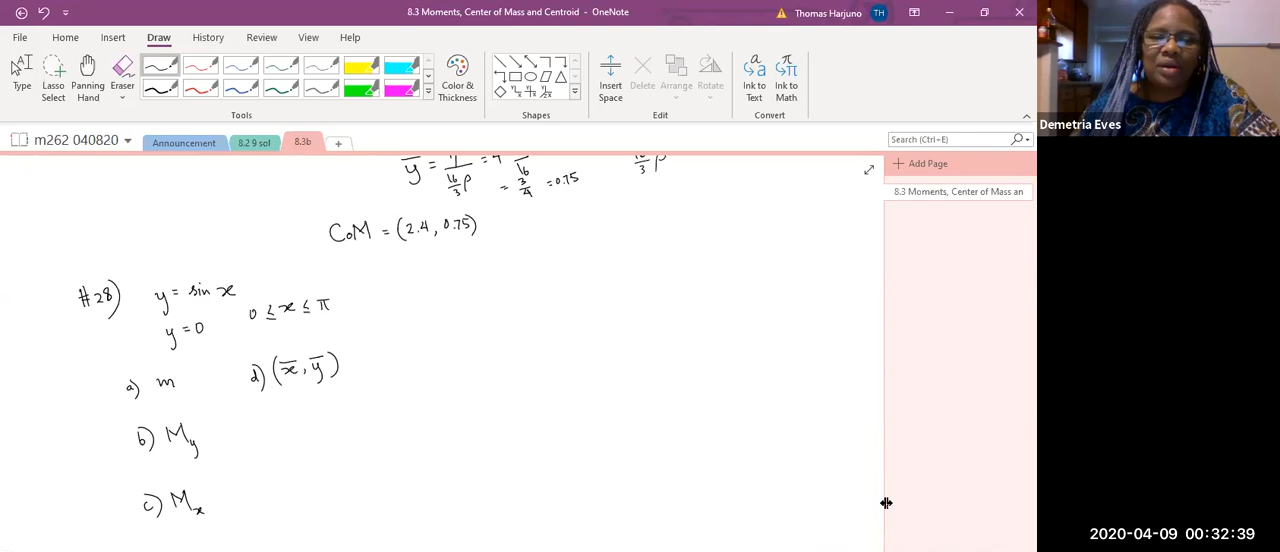 8.3 Moments, Center of Mass and Centroid - OneNote
Thomas Harjuno TH
File Home Insert Draw History Review View Help
Type Lasso Select Panning Hand Eraser Color & Thickness Insert Space Delete Arrange Rotate Ink to Text Ink to Math
Tools Shapes Edit Convert
Demetria Eves
m262 040820 Announcement 8.2 9 sol 8.3b Search (Ctrl+E)
Add Page
8.3 Moments, Center of Mass an
= 3/4 = 0.75
CoM = (2.4, 0.75)
#28) y = sin x
y = 0 0 ≤ x ≤ π
a) m d) (x̄, ȳ)
b) M_y
c) M_x
2020-04-09 00:32:39